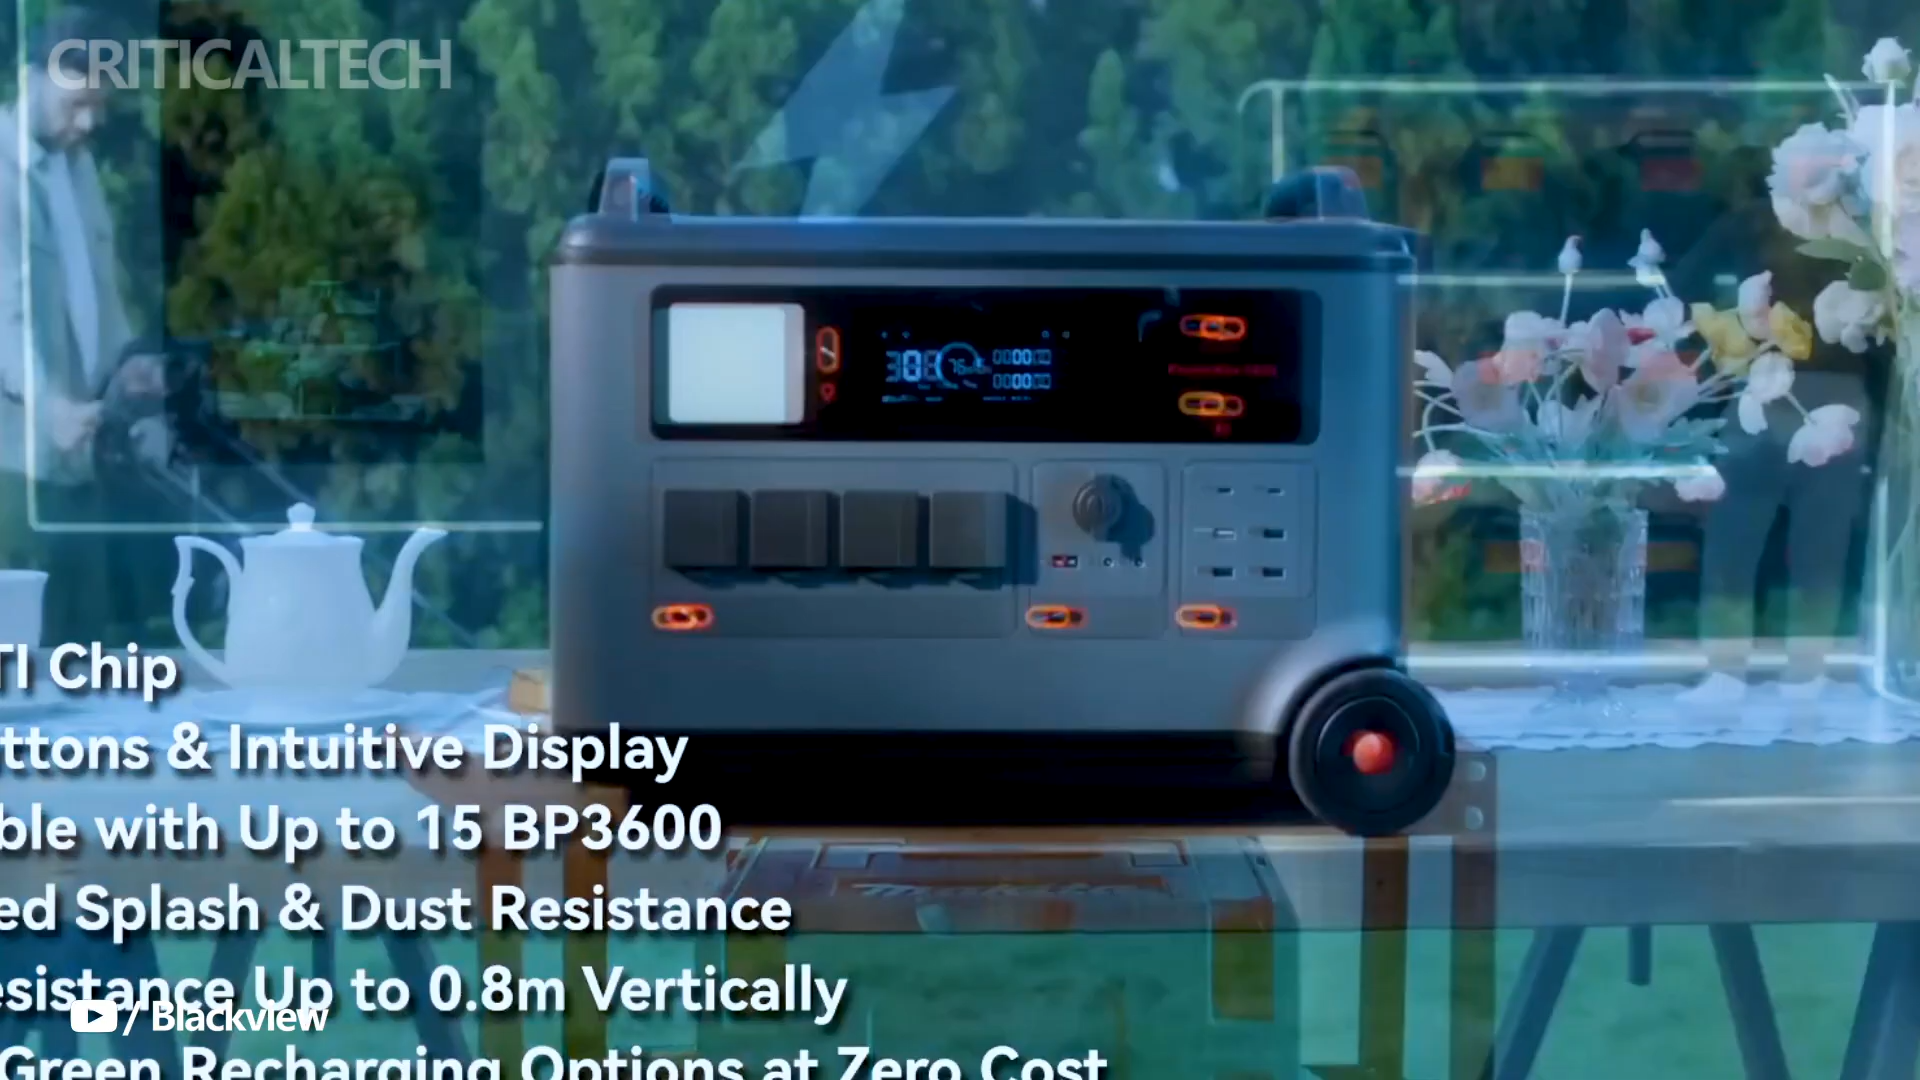 CRITICALTECH
76
TI Chip
ttons & Intuitive Display
ble with Up to 15 BP3600
ed Splash & Dust Resistance
esistance Up to 0.8m Vertically
/ Blackview
Green Recharging Options at Zero Cost